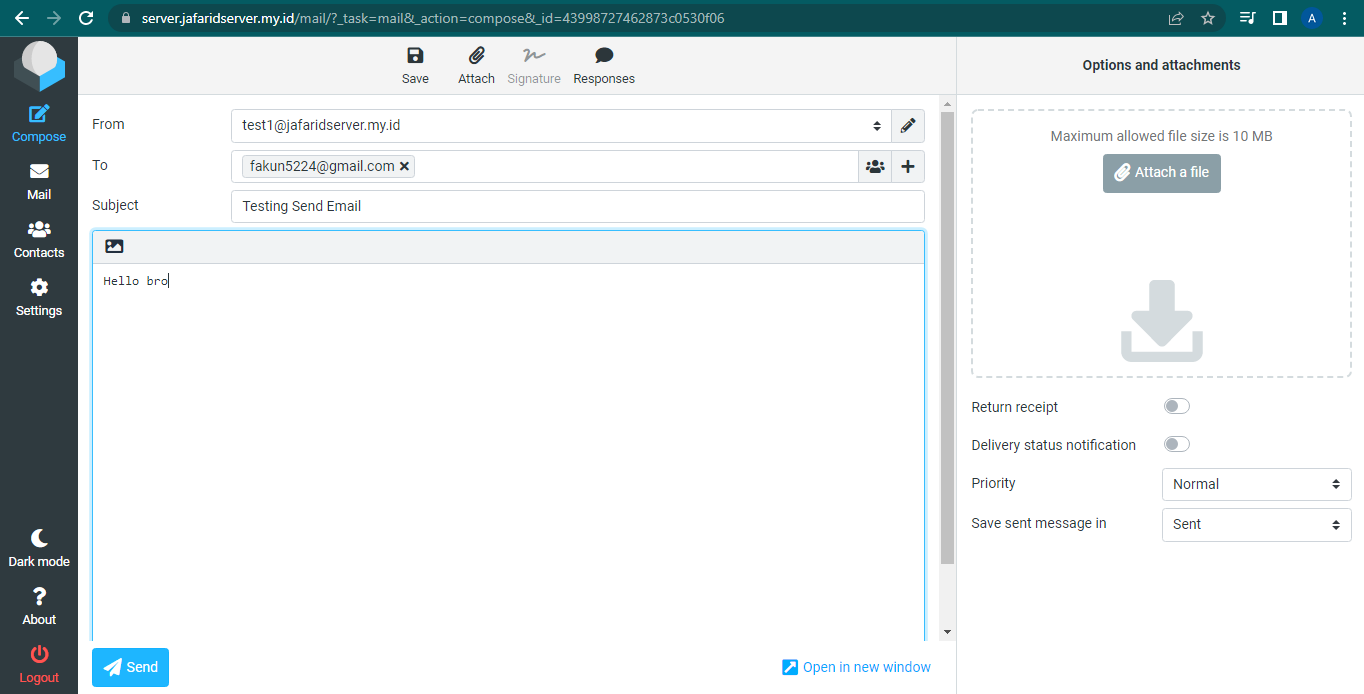 server.jafaridserver.my.id/mail/?_task=mail&_action=compose&_id=43998727462873c0530f06
A
Compose
Mail
Contacts
Settings
Dark mode
About
Logout
Save
Attach
Signature
Responses
From
test1@jafaridserver.my.id
To
fakun5224@gmail.com
Subject
Testing Send Email
Hello bro
Send
Open in new window
Options and attachments
Maximum allowed file size is 10 MB
Attach a file
Return receipt
Delivery status notification
Priority
Normal
Save sent message in
Sent